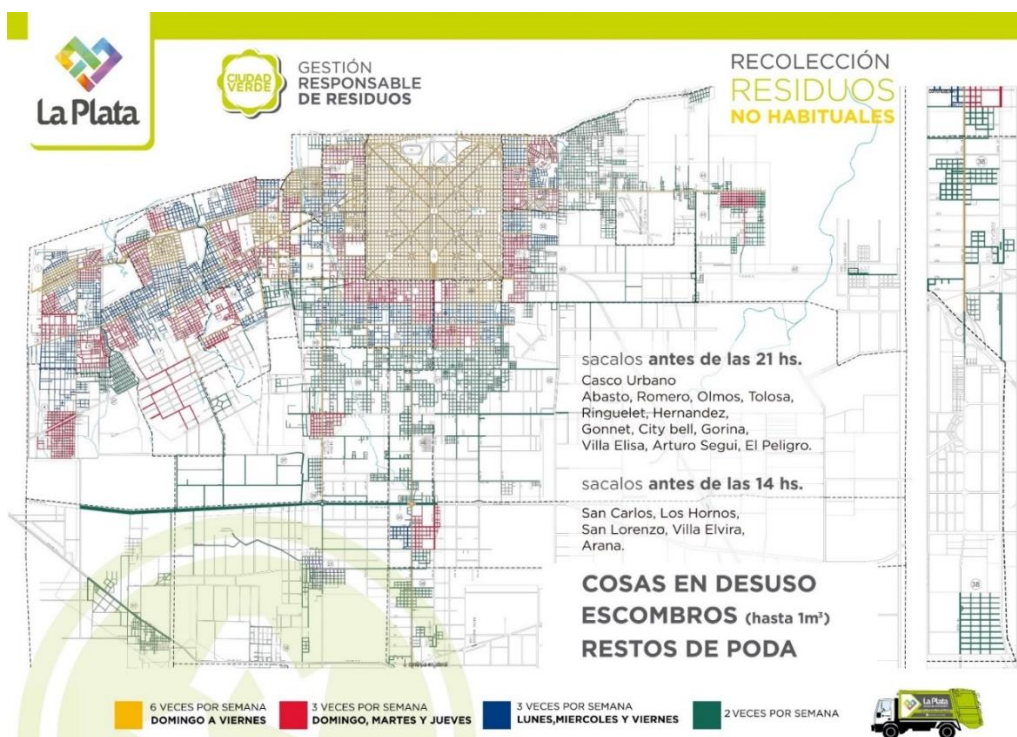 La Plata
CIUDAD
VERDE
GESTIÓN
RESPONSABLE
DE RESIDUOS
RECOLECCIÓN
RESIDUOS
NO HABITUALES
sacalos antes de las 21 hs.
Casco Urbano
Abasto, Romero, Olmos, Tolosa,
Ringuelet, Hernandez,
Gonnet, City bell, Gorina,
Villa Elisa, Arturo Segui, El Peligro.
sacalos antes de las 14 hs.
San Carlos, Los Hornos,
San Lorenzo, Villa Elvira,
Arana.
COSAS EN DESUSO
ESCOMBROS (hasta 1m³)
RESTOS DE PODA
38
38
6 VECES POR SEMANA
DOMINGO A VIERNES
3 VECES POR SEMANA
DOMINGO, MARTES Y JUEVES
3 VECES POR SEMANA
LUNES,MIERCOLES Y VIERNES
2 VECES POR SEMANA
La Plata